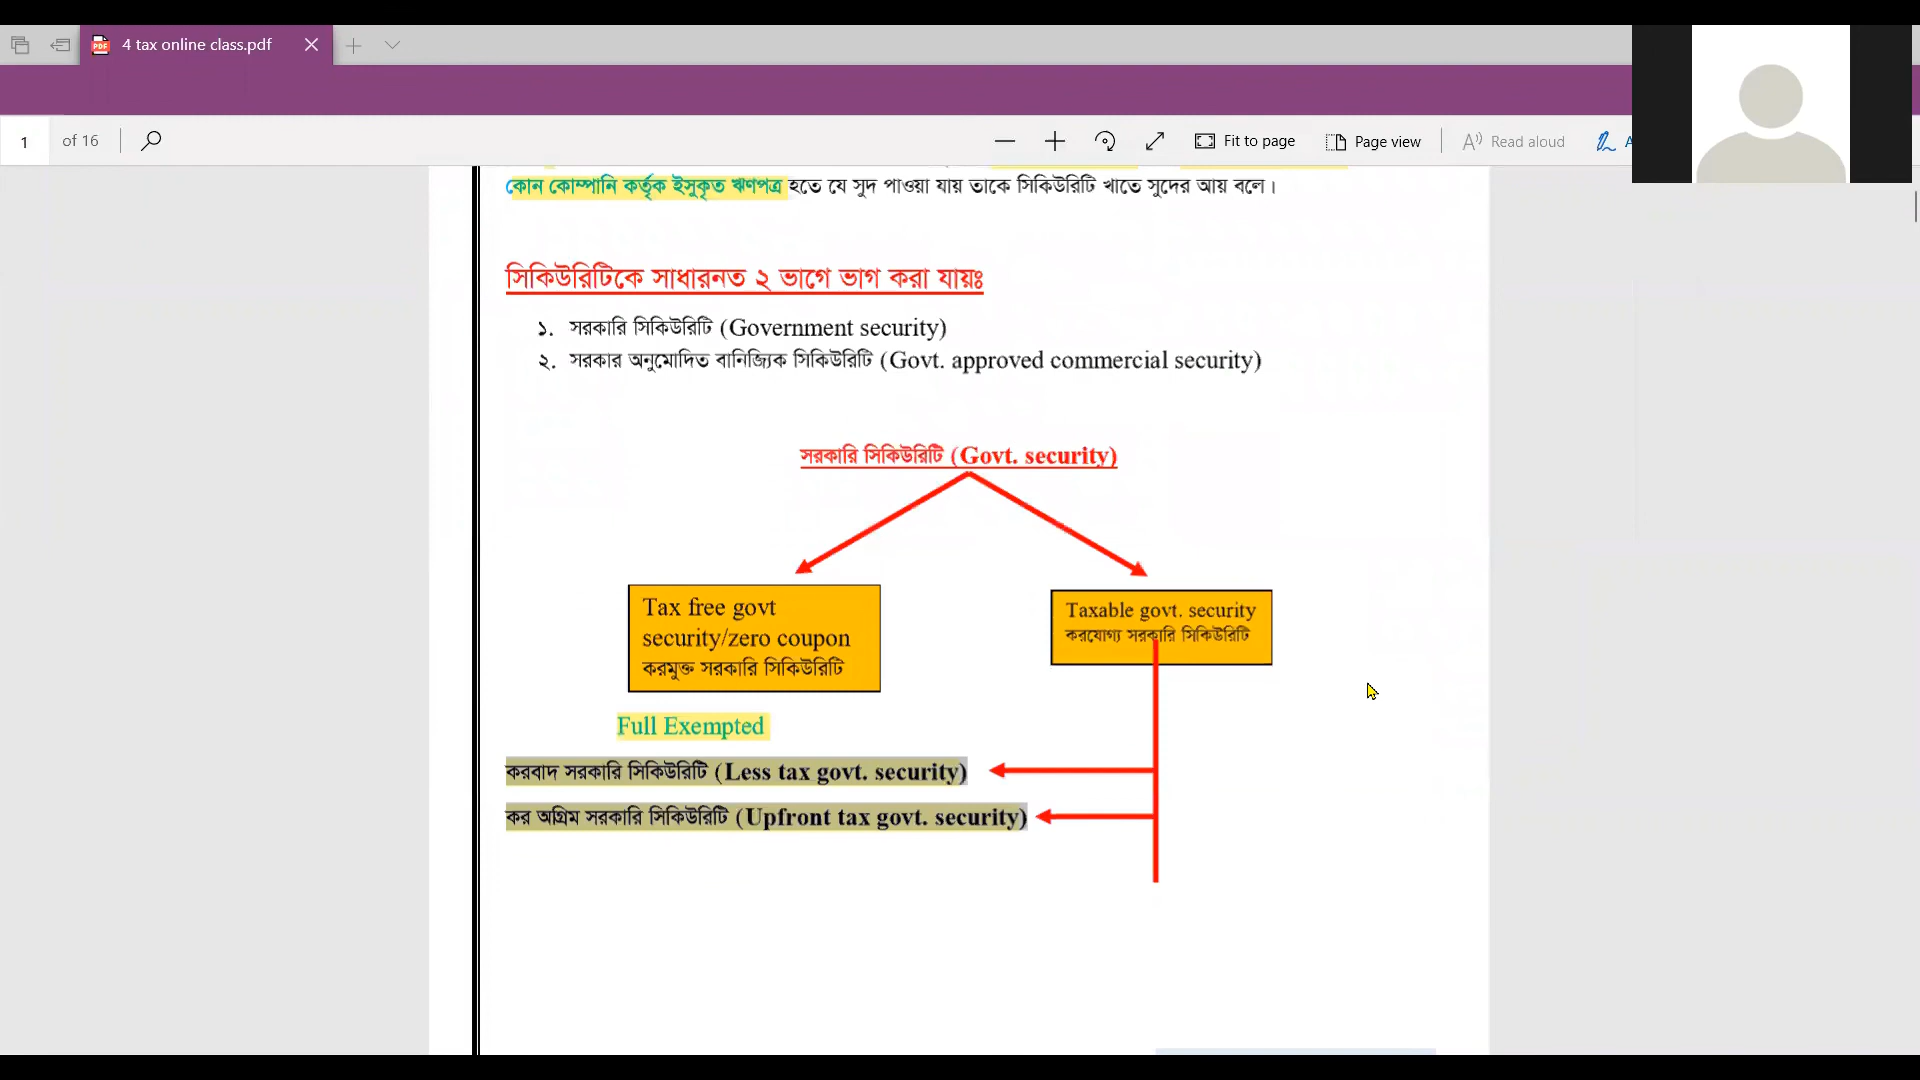 4 tax online class.pdf
1 of 16
Fit to page
Page view
Read aloud
কোন কোম্পানি কর্তৃক ইসুকৃত ঋণপত্র হতে যে সুদ পাওয়া যায় তাকে সিকিউরিটি খাতে সুদের আয় বলে।
সিকিউরিটিকে সাধারনত ২ ভাগে ভাগ করা যায়ঃ
১. সরকারি সিকিউরিটি (Government security)
২. সরকার অনুমোদিত বানিজ্যিক সিকিউরিটি (Govt. approved commercial security)
সরকারি সিকিউরিটি (Govt. security)
Tax free govt
security/zero coupon
করমুক্ত সরকারি সিকিউরিটি
Taxable govt. security
করযোগ্য সরকারি সিকিউরিটি
Full Exempted
করবাদ সরকারি সিকিউরিটি (Less tax govt. security)
কর অগ্রিম সরকারি সিকিউরিটি (Upfront tax govt. security)